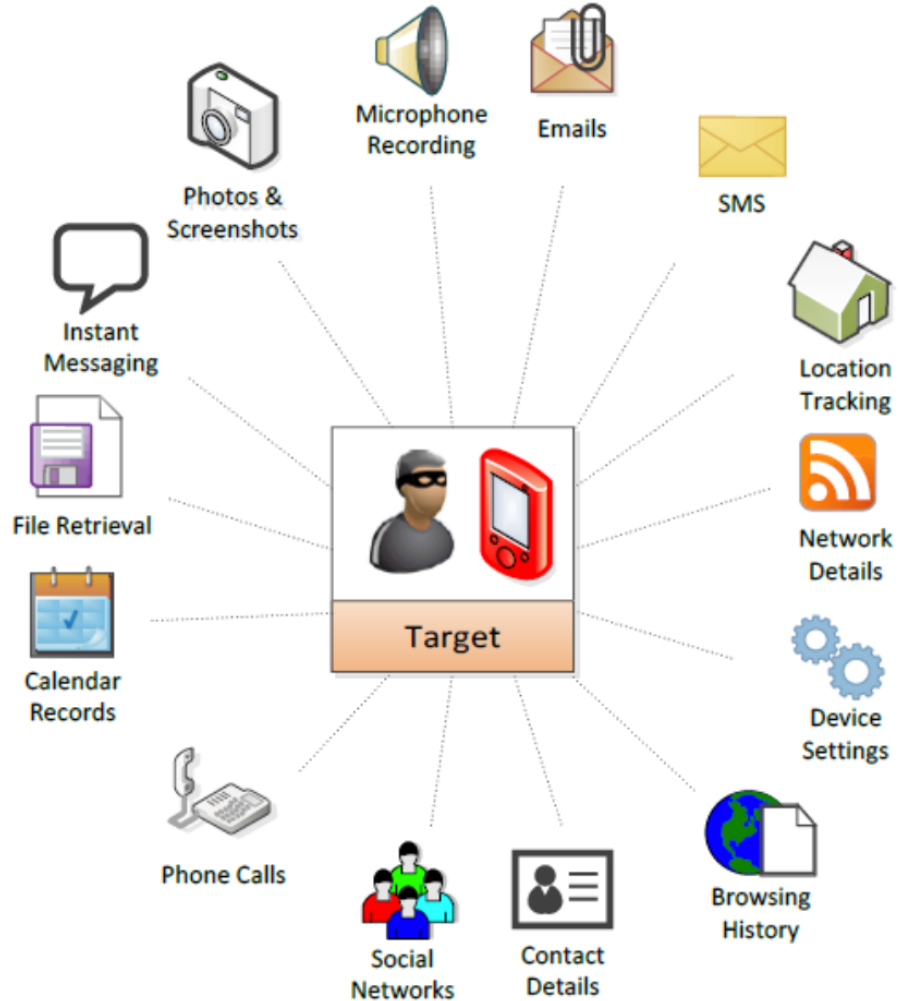 Microphone
Recording
Emails
SMS
Photos &
Screenshots
Instant
Messaging
Location
Tracking
File Retrieval
Network
Details
Target
Calendar
Records
Device
Settings
Phone Calls
Browsing
History
Social
Networks
Contact
Details